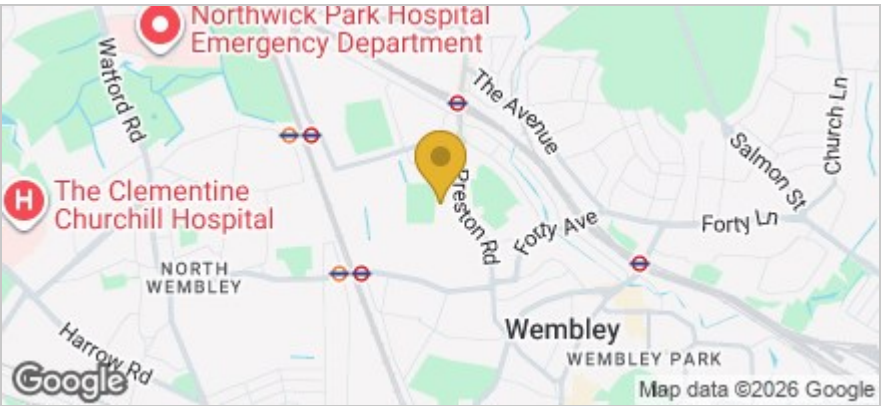 Northwick Park Hospital
Emergency Department
Watford Rd
The Avenue
Church Ln
Salmon St
H
The Clementine
Churchill Hospital
Preston Rd
Forty Ave
Forty Ln
NORTH
WEMBLEY
Wembley
WEMBLEY PARK
Harrow Rd
Google
Map data ©2026 Google